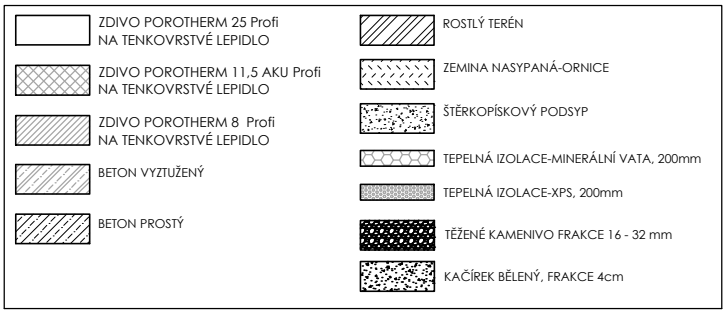 ZDIVO POROTHERM 25 Profi
NA TENKOVRSTVÉ LEPIDLO
ZDIVO POROTHERM 11,5 AKU Profi
NA TENKOVRSTVÉ LEPIDLO
ZDIVO POROTHERM 8 Profi
NA TENKOVRSTVÉ LEPIDLO
BETON VYZTUŽENÝ
BETON PROSTÝ
ROSTLÝ TERÉN
ZEMINA NASYPANÁ-ORNICE
ŠTĚRKOPÍSKOVÝ PODSYP
TEPELNÁ IZOLACE-MINERÁLNÍ VATA, 200mm
TEPELNÁ IZOLACE-XPS, 200mm
TĚŽENÉ KAMENIVO FRAKCE 16 - 32 mm
KAČÍREK BĚLENÝ, FRAKCE 4cm